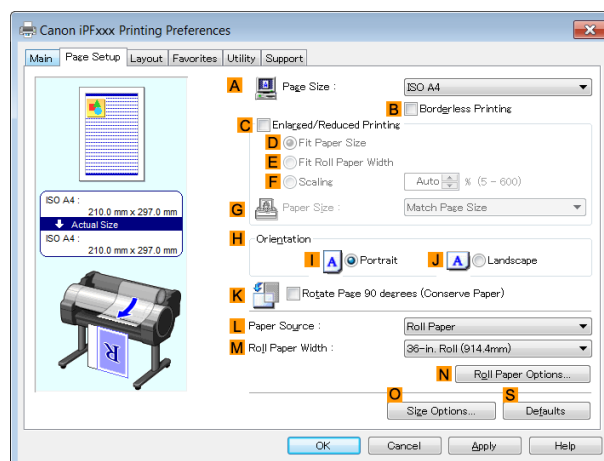 Canon iPFxxx Printing Preferences
Main Page Setup Layout Favorites Utility Support
A Page Size : ISO A4
B Borderless Printing
C Enlarged/Reduced Printing
D Fit Paper Size
E Fit Roll Paper Width
F Scaling Auto % (5 - 600)
G Paper Size : Match Page Size
ISO A4 :
210.0 mm x 297.0 mm
Actual Size
ISO A4 :
210.0 mm x 297.0 mm
H Orientation
I A Portrait J A Landscape
K Rotate Page 90 degrees (Conserve Paper)
L Paper Source : Roll Paper
M Roll Paper Width : 36-in. Roll (914.4mm)
R
N Roll Paper Options...
O S
Size Options... Defaults
OK Cancel Apply Help